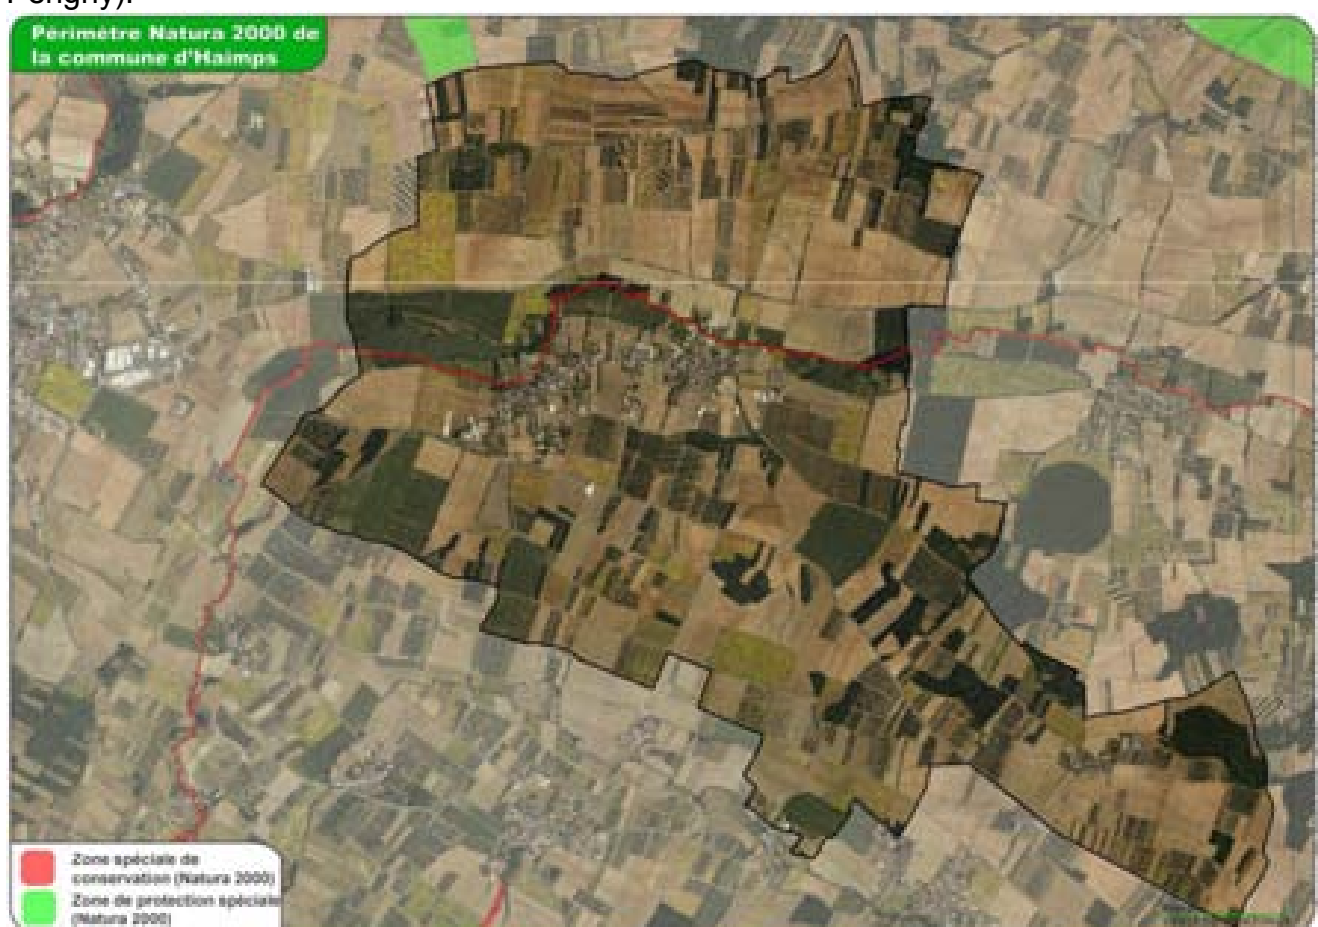 Périgny).
Périmètre Natura 2000 de
la commune d'Haimps
Zone spéciale de
conservation (Natura 2000)
Zone de protection spéciale
(Natura 2000)